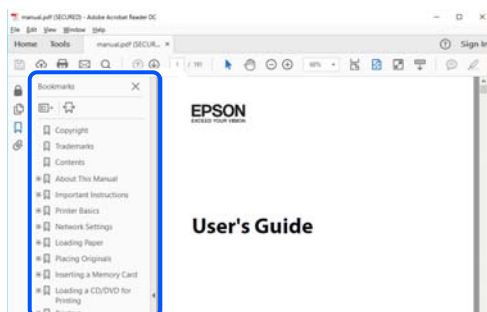 manual.pdf (SECURED) - Adobe Acrobat Reader DC
File Edit View Window Help
Home Tools manual.pdf (SECUR... × Sign In
1 / 191
Bookmarks ×
EPSON
EXCEED YOUR VISION
Copyright
Trademarks
Contents
About This Manual
Important Instructions
Printer Basics
Network Settings
User's Guide
Loading Paper
Placing Originals
Inserting a Memory Card
Loading a CD/DVD for
Printing